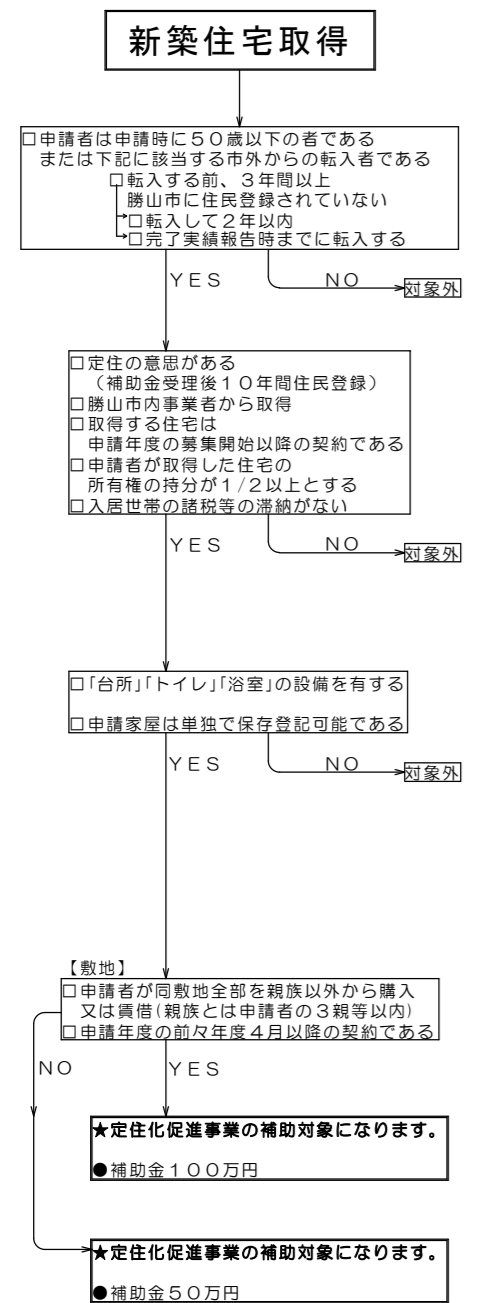 新築住宅取得
□申請者は申請時に５０歳以下の者である
または下記に該当する市外からの転入者である
□転入する前、３年間以上
勝山市に住民登録されていない
□転入して２年以内
□完了実績報告時までに転入する
ＹＥＳ
ＮＯ
対象外
□定住の意思がある
（補助金受理後１０年間住民登録）
□勝山市内事業者から取得
□取得する住宅は
申請年度の募集開始以降の契約である
□申請者が取得した住宅の
所有権の持分が１/２以上とする
□入居世帯の諸税等の滞納がない
ＹＥＳ
ＮＯ
対象外
□「台所」「トイレ」「浴室」の設備を有する
□申請家屋は単独で保存登記可能である
ＹＥＳ
ＮＯ
対象外
【敷地】
□申請者が同敷地全部を親族以外から購入
又は賃借(親族とは申請者の３親等以内)
□申請年度の前々年度４月以降の契約である
ＮＯ
ＹＥＳ
★定住化促進事業の補助対象になります。
●補助金１００万円
★定住化促進事業の補助対象になります。
●補助金５０万円